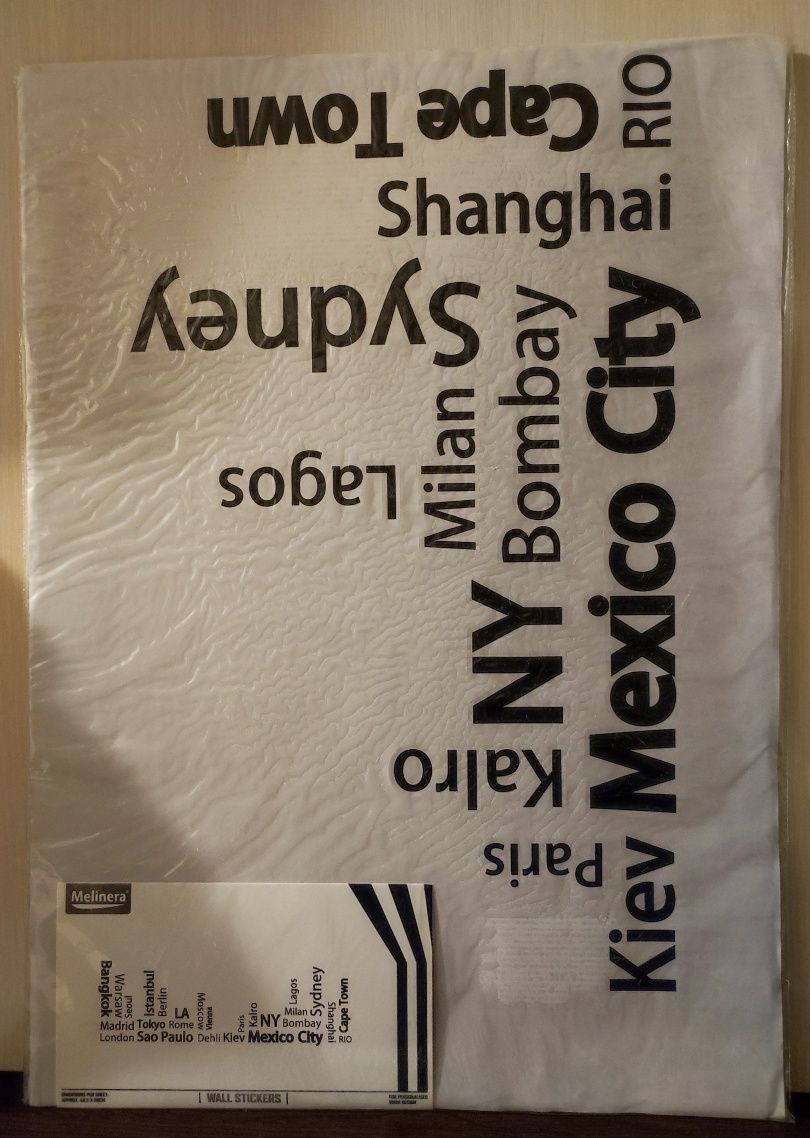 Cape Town
RIO
Shanghai
Sydney
Bombay
Mexico City
Milan
Lagos
NY
Kalro
Paris
Kiev
Melinera
Bangkok
Warsaw
Seoul
Istanbul
Berlin
LA
Moscow
Vienna
Paris
Kalro
NY
Lagos
Milan
Sydney
Shanghai
Cape Town
Madrid Tokyo Rome Bombay
London Sao Paulo Dehli Kiev Mexico City RIO
WALL STICKERS